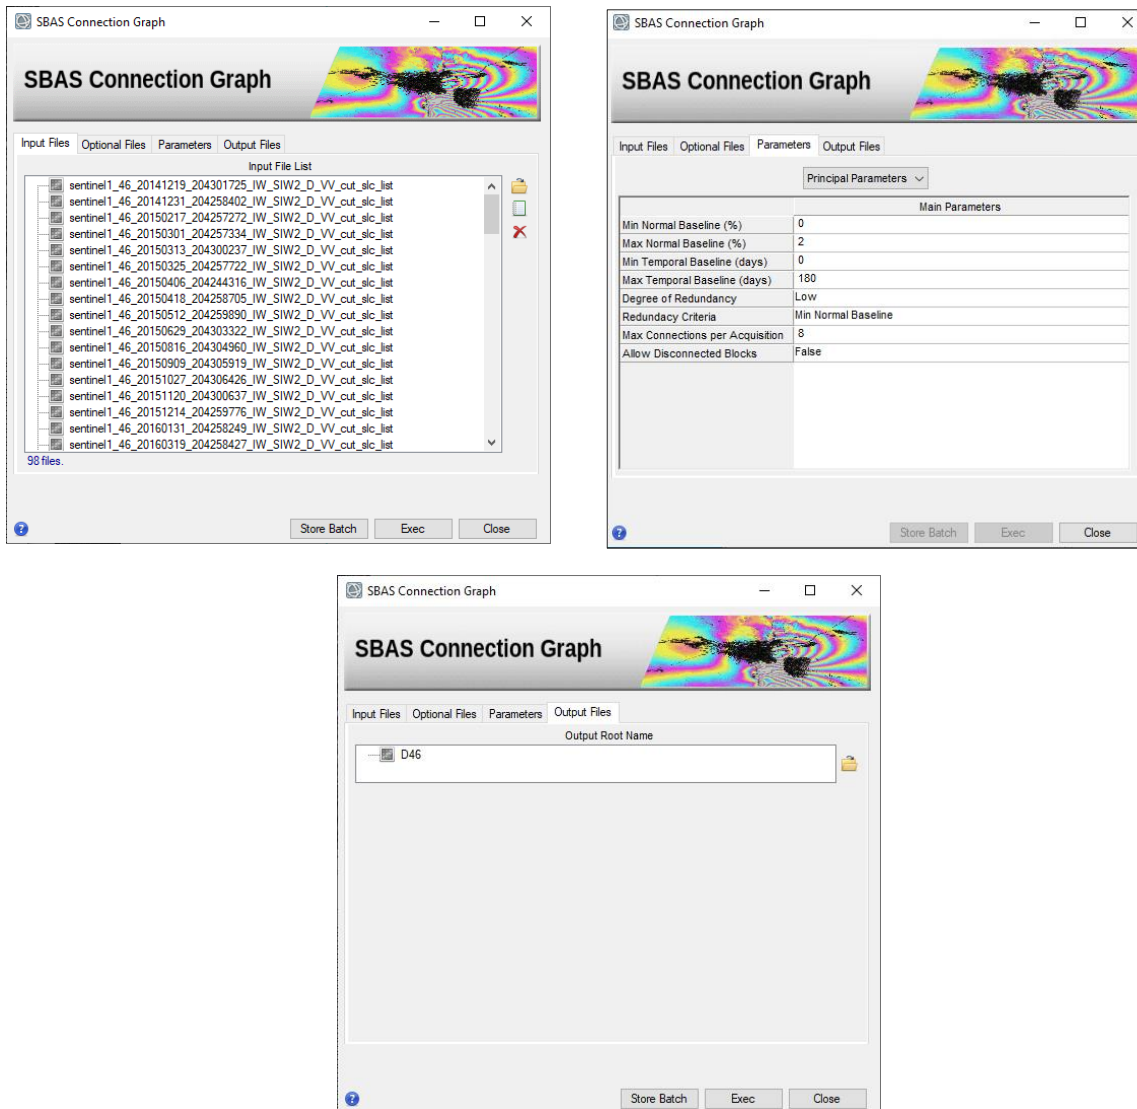 SBAS Connection Graph
SBAS Connection Graph
Input Files Optional Files Parameters Output Files
Input File List
sentinel1_46_20141219_204301725_IW_SIW2_D_VV_cut_slc_list
sentinel1_46_20141231_204258402_IW_SIW2_D_VV_cut_slc_list
sentinel1_46_20150217_204257272_IW_SIW2_D_VV_cut_slc_list
sentinel1_46_20150301_204257334_IW_SIW2_D_VV_cut_slc_list
sentinel1_46_20150313_204300237_IW_SIW2_D_VV_cut_slc_list
sentinel1_46_20150325_204257722_IW_SIW2_D_VV_cut_slc_list
sentinel1_46_20150406_204244316_IW_SIW2_D_VV_cut_slc_list
sentinel1_46_20150418_204258705_IW_SIW2_D_VV_cut_slc_list
sentinel1_46_20150512_204259890_IW_SIW2_D_VV_cut_slc_list
sentinel1_46_20150629_204303322_IW_SIW2_D_VV_cut_slc_list
sentinel1_46_20150816_204304960_IW_SIW2_D_VV_cut_slc_list
sentinel1_46_20150909_204305919_IW_SIW2_D_VV_cut_slc_list
sentinel1_46_20151027_204306426_IW_SIW2_D_VV_cut_slc_list
sentinel1_46_20151120_204300637_IW_SIW2_D_VV_cut_slc_list
sentinel1_46_20151214_204259776_IW_SIW2_D_VV_cut_slc_list
sentinel1_46_20160131_204258249_IW_SIW2_D_VV_cut_slc_list
sentinel1_46_20160319_204258427_IW_SIW2_D_VV_cut_slc_list
98 files.
Store Batch Exec Close
SBAS Connection Graph
SBAS Connection Graph
Input Files Optional Files Parameters Output Files
Principal Parameters
Main Parameters
Min Normal Baseline (%) 0
Max Normal Baseline (%) 2
Min Temporal Baseline (days) 0
Max Temporal Baseline (days) 180
Degree of Redundancy Low
Redundacy Criteria Min Normal Baseline
Max Connections per Acquisition 8
Allow Disconnected Blocks False
Store Batch Exec Close
SBAS Connection Graph
SBAS Connection Graph
Input Files Optional Files Parameters Output Files
Output Root Name
D46
Store Batch Exec Close